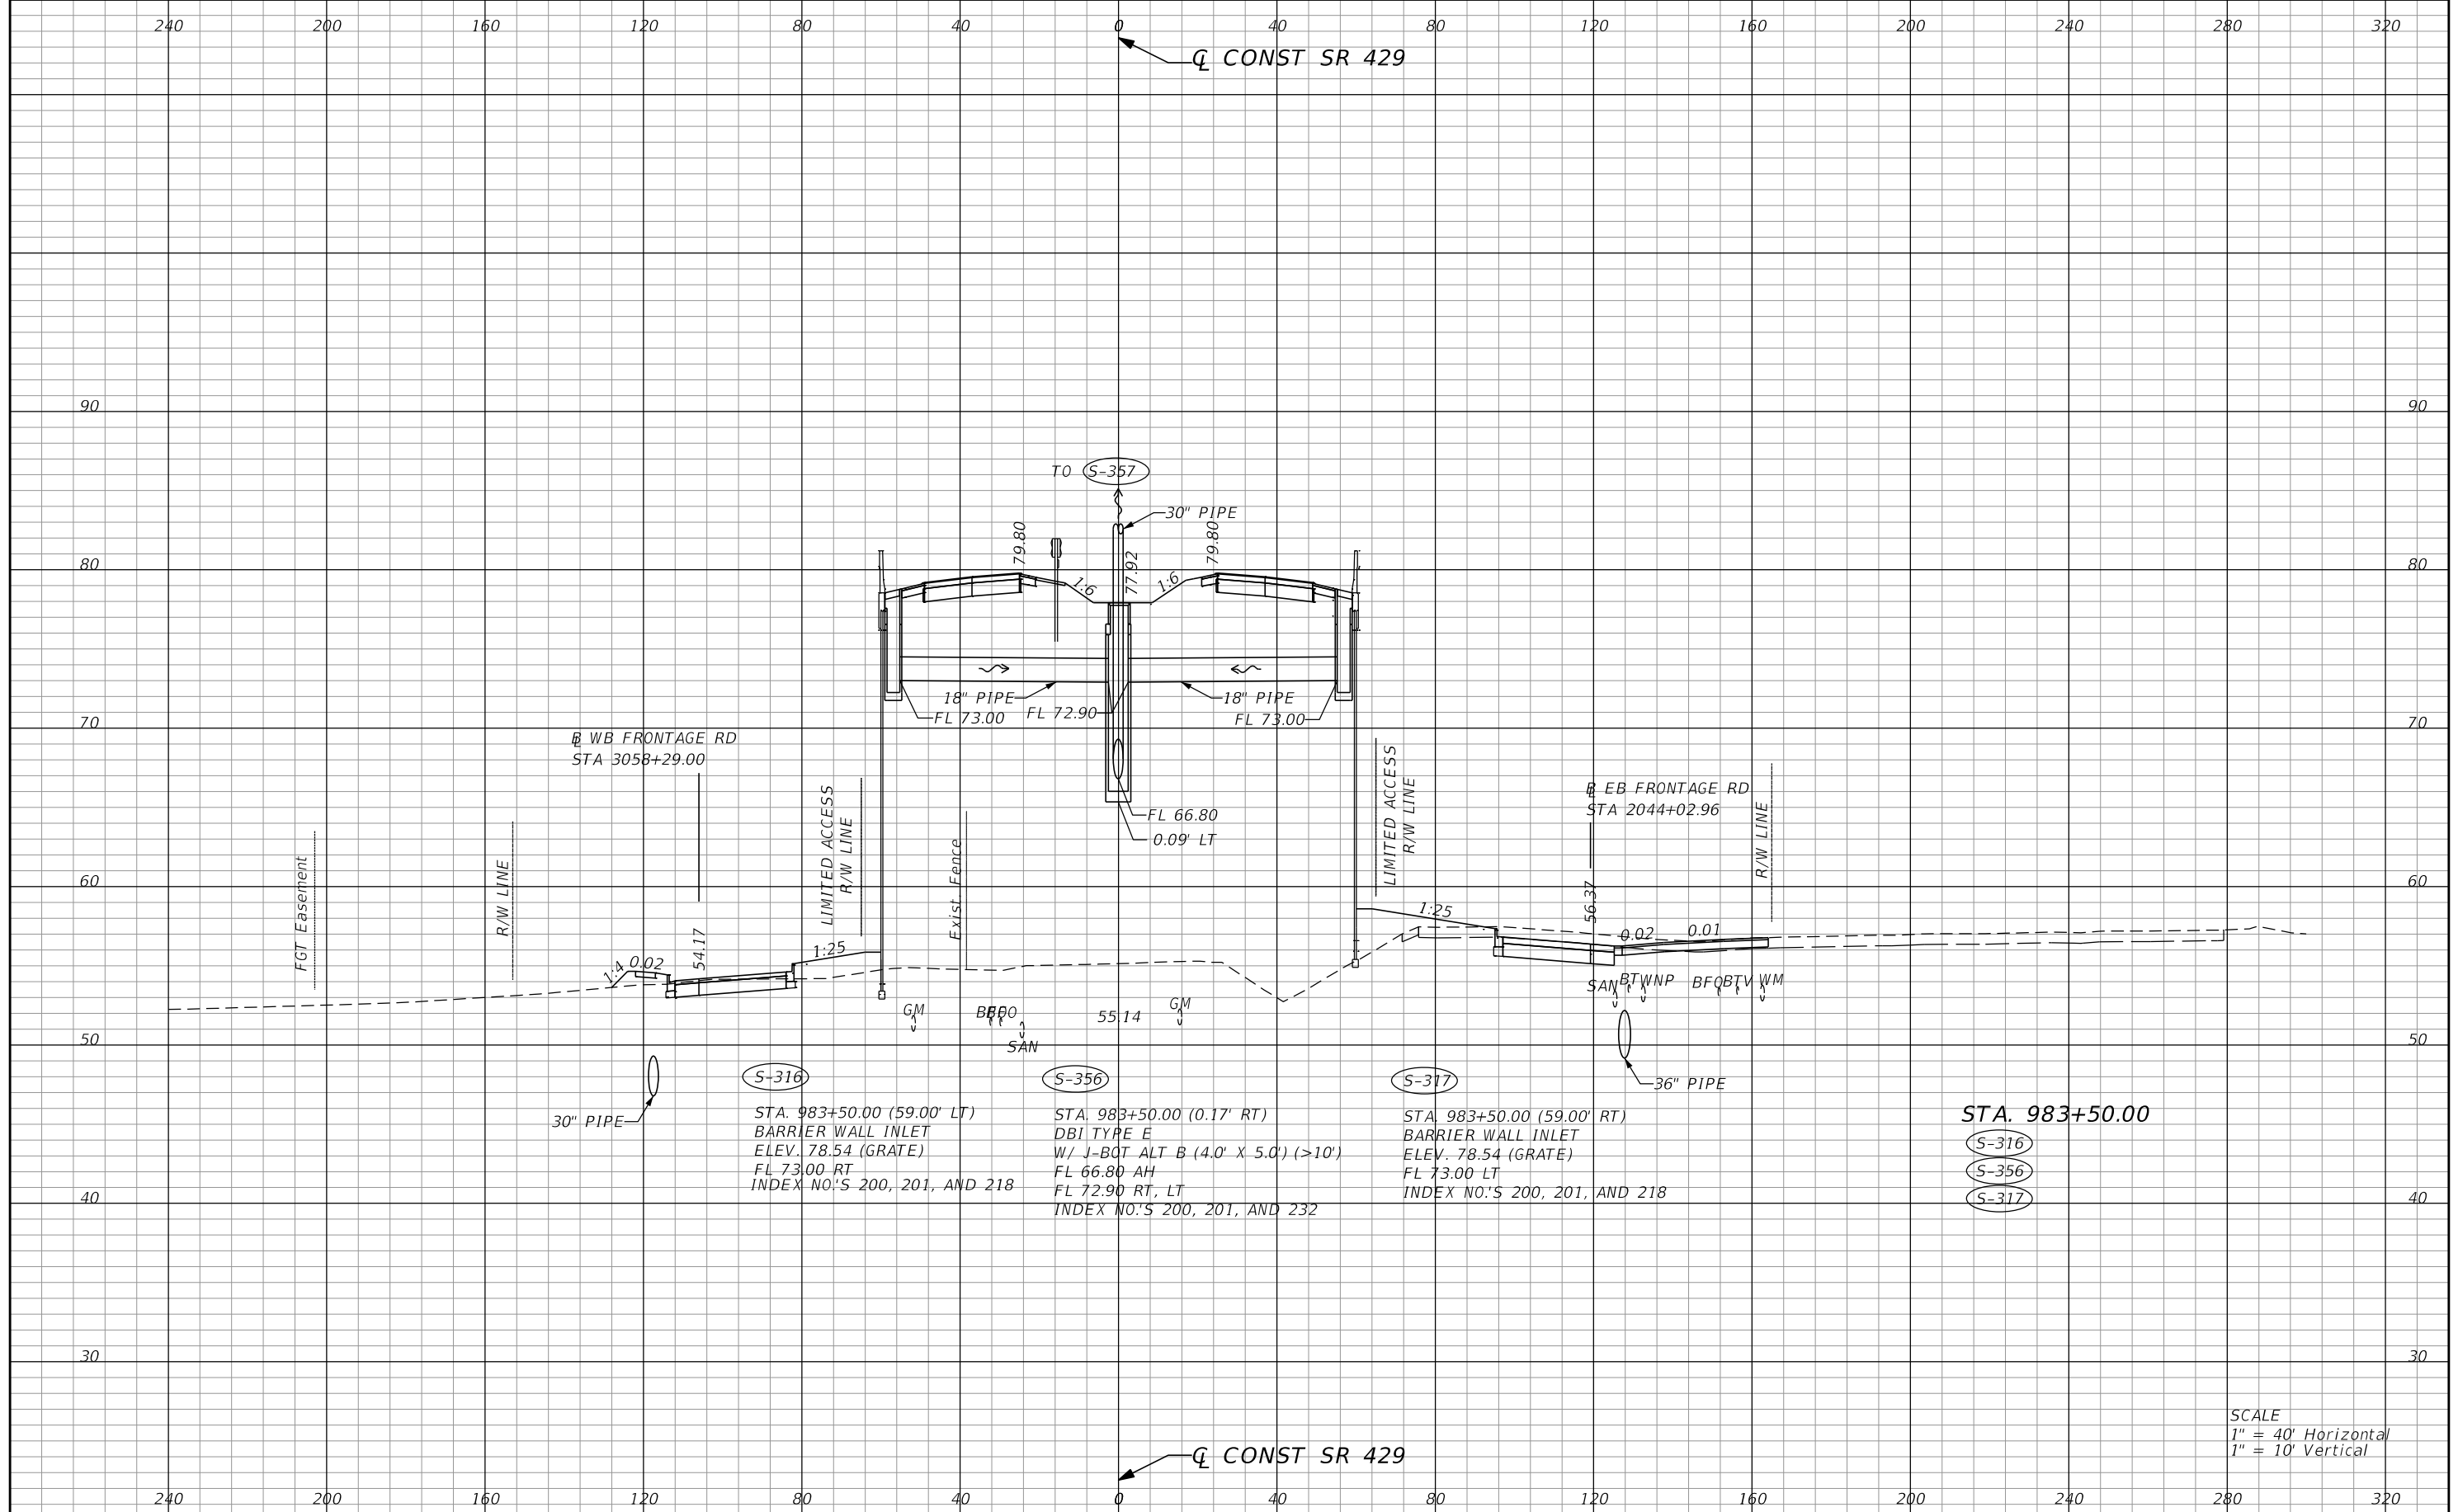 240 200 160 120 80 40 0 40 80 120 160 200 240 280 320
℄ CONST SR 429
90 90
TO S-357
30" PIPE
79.80
77.92
79.80
80 80
1:6
1:6
18" PIPE
18" PIPE
FL 73.00
FL 72.90
FL 73.00
70 70
B WB FRONTAGE RD
STA 3058+29.00
B EB FRONTAGE RD
STA 2044+02.96
LIMITED ACCESS
R/W LINE
LIMITED ACCESS
R/W LINE
FL 66.80
0.09' LT
R/W LINE
FGT Easement
R/W LINE
Exist. Fence
60 60
54.17
56.37
1:4
0.02
1:25
1:25
0.02
0.01
GM
BFO
SAN
55.14
GM
SAN
BTWNP
BFO
BTV
WM
50 50
30" PIPE
36" PIPE
S-316
STA. 983+50.00 (59.00' LT)
BARRIER WALL INLET
ELEV. 78.54 (GRATE)
FL 73.00 RT
INDEX NO.'S 200, 201, AND 218
S-356
STA. 983+50.00 (0.17' RT)
DBI TYPE E
W/ J-BOT ALT B (4.0' X 5.0') (>10')
FL 66.80 AH
FL 72.90 RT, LT
INDEX NO.'S 200, 201, AND 232
S-317
STA. 983+50.00 (59.00' RT)
BARRIER WALL INLET
ELEV. 78.54 (GRATE)
FL 73.00 LT
INDEX NO.'S 200, 201, AND 218
STA. 983+50.00
S-316
S-356
S-317
40 40
30 30
SCALE
1" = 40' Horizontal
1" = 10' Vertical
℄ CONST SR 429
240 200 160 120 80 40 0 40 80 120 160 200 240 280 320